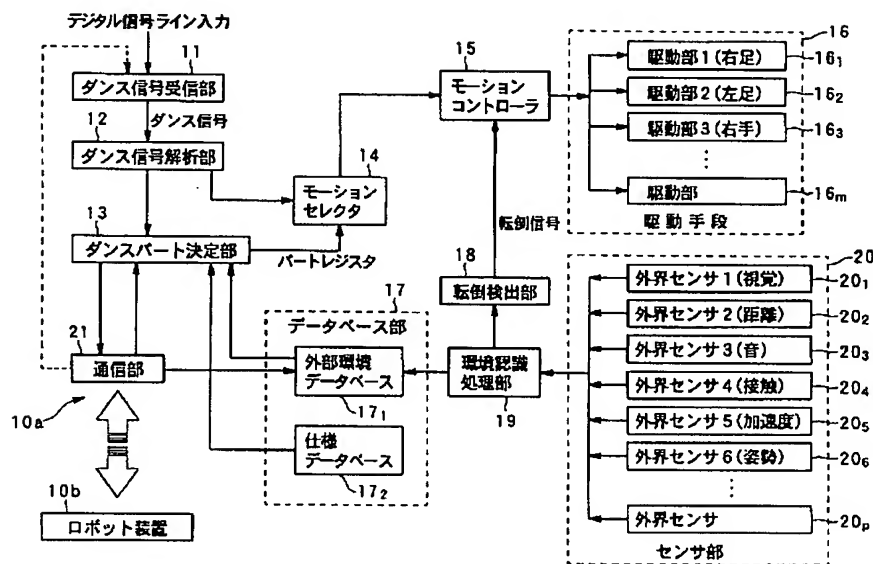 デジタル信号ライン入力
11
ダンス信号受信部
ダンス信号
12
ダンス信号解析部
13
ダンスパート決定部
14
モーション
セレクタ
パートレジスタ
15
モーション
コントローラ
転倒信号
16
駆動部1(右足)
16₁
駆動部2(左足)
16₂
駆動部3(右手)
16₃
⋮
駆動部
16m
駆動手段
17
データベース部
外部環境
データベース
17₁
仕様
データベース
17₂
18
転倒検出部
環境認識
処理部
19
20
外界センサ1(視覚)
20₁
外界センサ2(距離)
20₂
外界センサ3(音)
20₃
外界センサ4(接触)
20₄
外界センサ5(加速度)
20₅
外界センサ6(姿勢)
20₆
⋮
外界センサ
20p
センサ部
21
通信部
10a
10b
ロボット装置